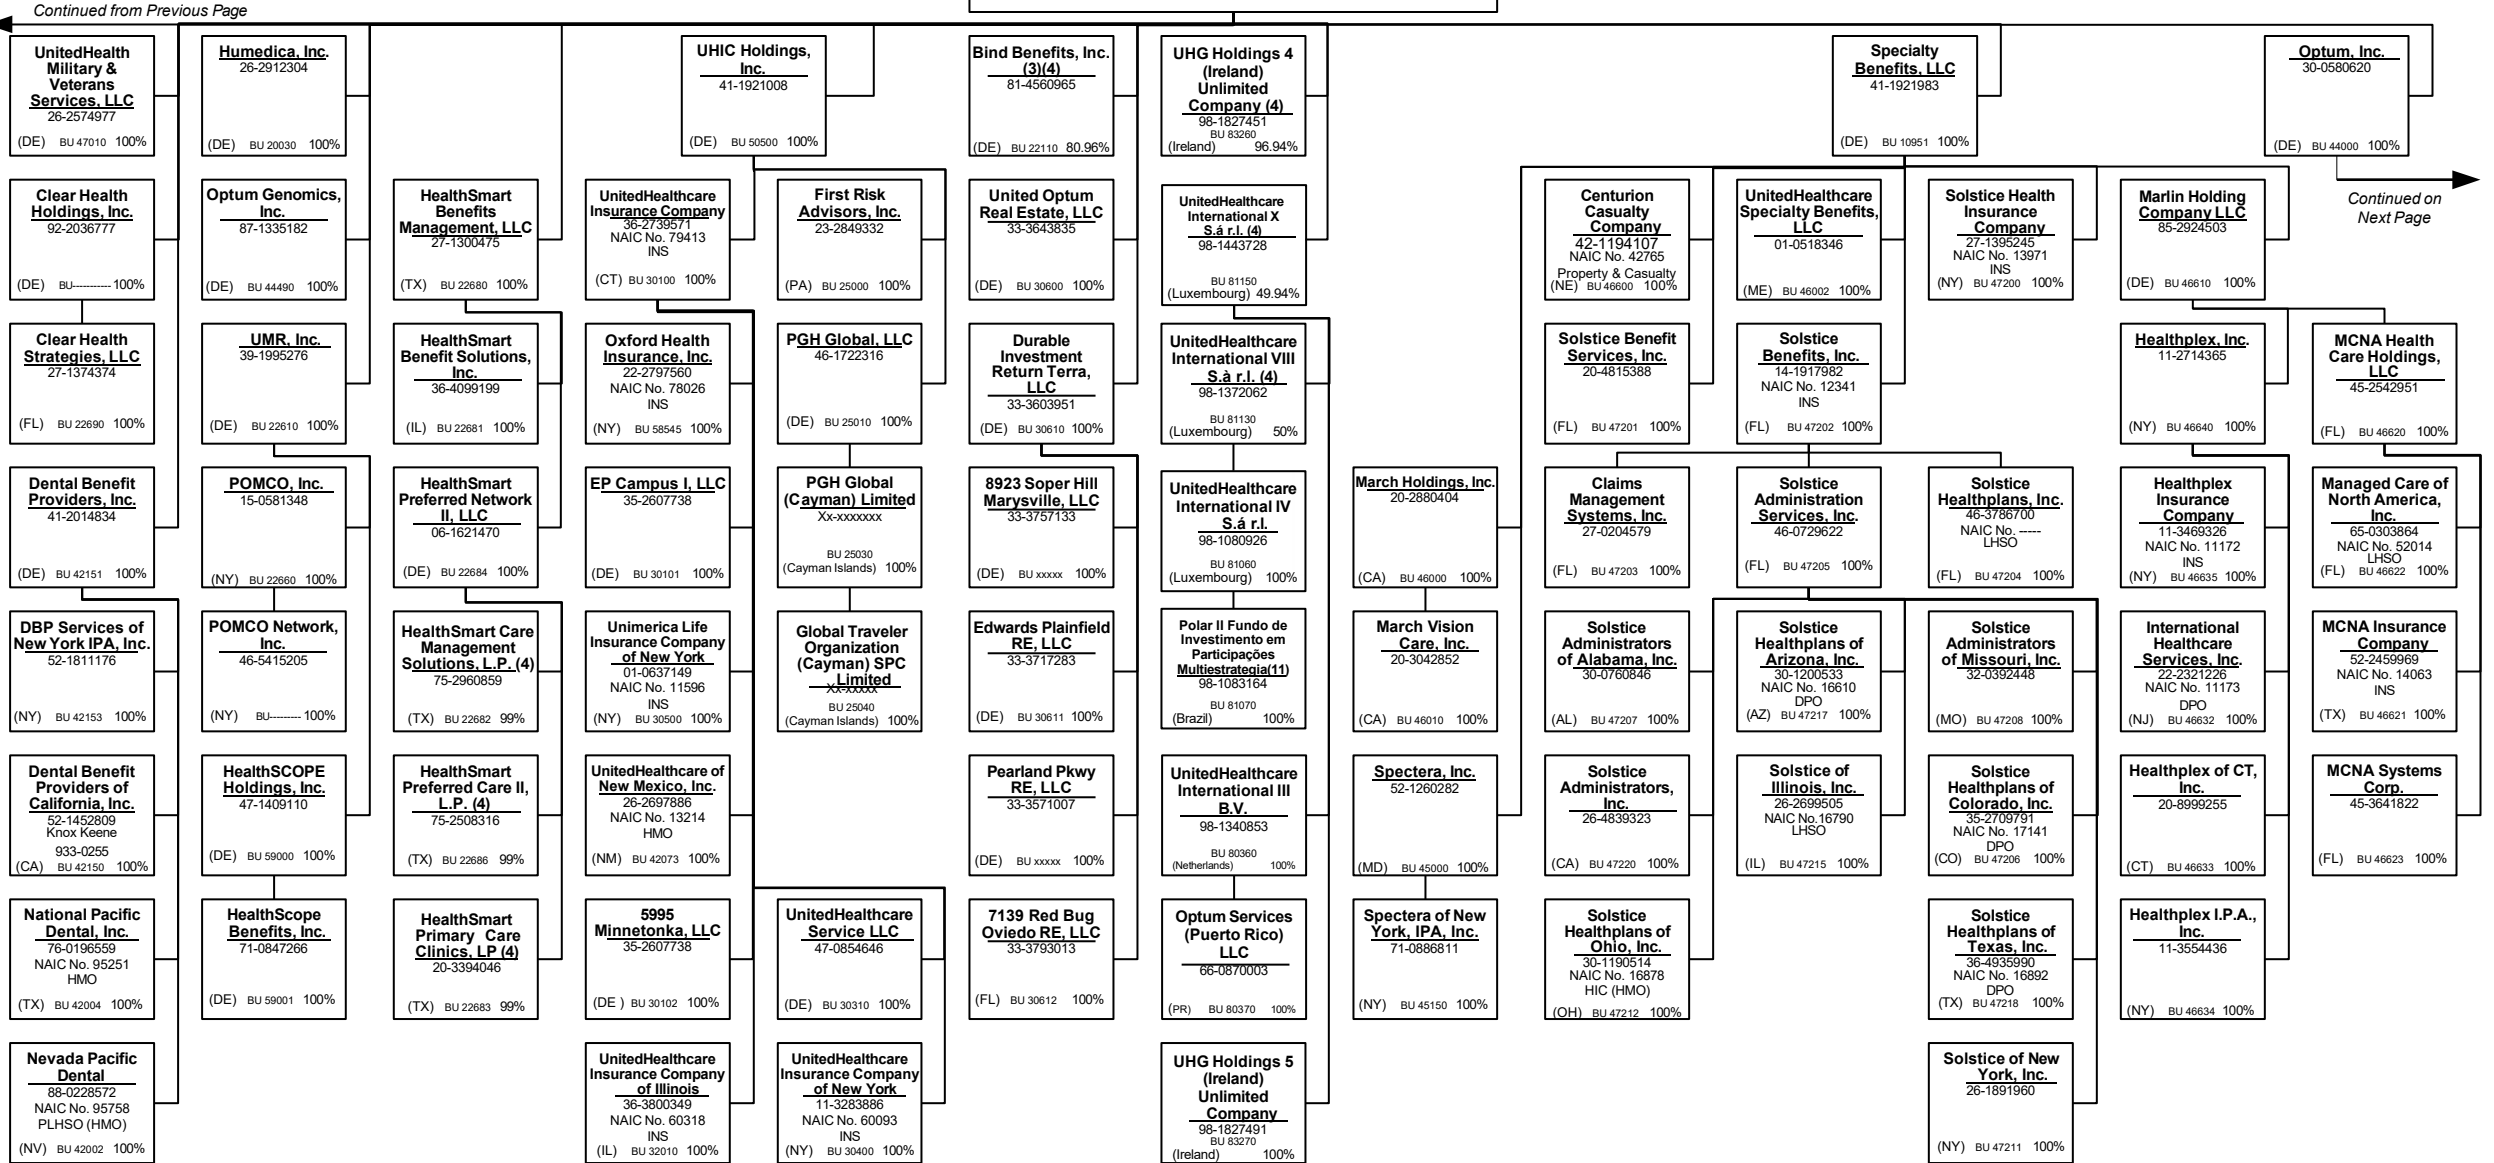 Continued from Previous Page
UnitedHealth
Military &
Veterans
Services, LLC
26-2574977
(DE) BU 47010 100%
Humedica, Inc.
26-2912304
(DE) BU 20030 100%
UHIC Holdings,
Inc.
41-1921008
(DE) BU 50500 100%
Bind Benefits, Inc.
(3)(4)
81-4560965
(DE) BU 22110 80.96%
UHG Holdings 4
(Ireland)
Unlimited
Company (4)
98-1827451
BU 83260
(Ireland) 96.94%
Specialty
Benefits, LLC
41-1921983
(DE) BU 10951 100%
Optum, Inc.
30-0580620
(DE) BU 44000 100%
Clear Health
Holdings, Inc.
92-2036777
(DE) BU----------- 100%
Optum Genomics,
Inc.
87-1335182
(DE) BU 44490 100%
HealthSmart
Benefits
Management, LLC
27-1300475
(TX) BU 22680 100%
UnitedHealthcare
Insurance Company
36-2739571
NAIC No. 79413
INS
(CT) BU 30100 100%
First Risk
Advisors, Inc.
23-2849332
(PA) BU 25000 100%
United Optum
Real Estate, LLC
33-3643835
(DE) BU 30600 100%
UnitedHealthcare
International X
S.á r.l. (4)
98-1443728
BU 81150
(Luxembourg) 49.94%
Centurion
Casualty
Company
42-1194107
NAIC No. 42765
Property & Casualty
(NE) BU 46600 100%
UnitedHealthcare
Specialty Benefits,
LLC
01-0518346
(ME) BU 46002 100%
Solstice Health
Insurance
Company
27-1395245
NAIC No. 13971
INS
(NY) BU 47200 100%
Marlin Holding
Company LLC
85-2924503
(DE) BU 46610 100%
Continued on
Next Page
Clear Health
Strategies, LLC
27-1374374
(FL) BU 22690 100%
UMR, Inc.
39-1995276
(DE) BU 22610 100%
HealthSmart
Benefit Solutions,
Inc.
36-4099199
(IL) BU 22681 100%
Oxford Health
Insurance, Inc.
22-2797560
NAIC No. 78026
INS
(NY) BU 58545 100%
PGH Global, LLC
46-1722316
(DE) BU 25010 100%
Durable
Investment
Return Terra,
LLC
33-3603951
(DE) BU 30610 100%
UnitedHealthcare
International VIII
S.à r.l. (4)
98-1372062
BU 81130
(Luxembourg) 50%
Solstice Benefit
Services, Inc.
20-4815388
(FL) BU 47201 100%
Solstice
Benefits, Inc.
14-1917982
NAIC No. 12341
INS
(FL) BU 47202 100%
Healthplex, Inc.
11-2714365
(NY) BU 46640 100%
MCNA Health
Care Holdings,
LLC
45-2542951
(FL) BU 46620 100%
Dental Benefit
Providers, Inc.
41-2014834
(DE) BU 42151 100%
POMCO, Inc.
15-0581348
(NY) BU 22660 100%
HealthSmart
Preferred Network
II, LLC
06-1621470
(DE) BU 22684 100%
EP Campus I, LLC
35-2607738
(DE) BU 30101 100%
PGH Global
(Cayman) Limited
Xx-xxxxxxx
BU 25030
(Cayman Islands) 100%
8923 Soper Hill
Marysville, LLC
33-3757133
(DE) BU xxxxx 100%
UnitedHealthcare
International IV
S.á r.l.
98-1080926
BU 81060
(Luxembourg) 100%
March Holdings, Inc.
20-2880404
(CA) BU 46000 100%
Claims
Management
Systems, Inc.
27-0204579
(FL) BU 47203 100%
Solstice
Administration
Services, Inc.
46-0729622
(FL) BU 47205 100%
Solstice
Healthplans, Inc.
46-3786700
NAIC No. -----
LHSO
(FL) BU 47204 100%
Healthplex
Insurance
Company
11-3469326
NAIC No. 11172
INS
(NY) BU 46635 100%
Managed Care of
North America,
Inc.
65-0303864
NAIC No. 52014
LHSO
(FL) BU 46622 100%
DBP Services of
New York IPA, Inc.
52-1811176
(NY) BU 42153 100%
POMCO Network,
Inc.
46-5415205
(NY) BU--------- 100%
HealthSmart Care
Management
Solutions, L.P. (4)
75-2960859
(TX) BU 22682 99%
Unimerica Life
Insurance Company
of New York
01-0637149
NAIC No. 11596
INS
(NY) BU 30500 100%
Global Traveler
Organization
(Cayman) SPC
Limited
Xx-xxxxx
BU 25040
(Cayman Islands) 100%
Edwards Plainfield
RE, LLC
33-3717283
(DE) BU 30611 100%
Polar II Fundo de
Investimento em
Participações
Multiestrategia(11)
98-1083164
BU 81070
(Brazil) 100%
March Vision
Care, Inc.
20-3042852
(CA) BU 46010 100%
Solstice
Administrators
of Alabama, Inc.
30-0760846
(AL) BU 47207 100%
Solstice
Healthplans of
Arizona, Inc.
30-1200533
NAIC No. 16610
DPO
(AZ) BU 47217 100%
Solstice
Administrators
of Missouri, Inc.
32-0392448
(MO) BU 47208 100%
International
Healthcare
Services, Inc.
22-2321226
NAIC No. 11173
DPO
(NJ) BU 46632 100%
MCNA Insurance
Company
52-2459969
NAIC No. 14063
INS
(TX) BU 46621 100%
Dental Benefit
Providers of
California, Inc.
52-1452809
Knox Keene
933-0255
(CA) BU 42150 100%
HealthSCOPE
Holdings, Inc.
47-1409110
(DE) BU 59000 100%
HealthSmart
Preferred Care II,
L.P. (4)
75-2508316
(TX) BU 22686 99%
UnitedHealthcare of
New Mexico, Inc.
26-2697886
NAIC No. 13214
HMO
(NM) BU 42073 100%
Pearland Pkwy
RE, LLC
33-3571007
(DE) BU xxxxx 100%
UnitedHealthcare
International III
B.V.
98-1340853
BU 80360
(Netherlands) 100%
Spectera, Inc.
52-1260282
(MD) BU 45000 100%
Solstice
Administrators,
Inc.
26-4839323
(CA) BU 47220 100%
Solstice of
Illinois, Inc.
26-2699505
NAIC No.16790
LHSO
(IL) BU 47215 100%
Solstice
Healthplans of
Colorado, Inc.
35-2709791
NAIC No. 17141
DPO
(CO) BU 47206 100%
Healthplex of CT,
Inc.
20-8999255
(CT) BU 46633 100%
MCNA Systems
Corp.
45-3641822
(FL) BU 46623 100%
National Pacific
Dental, Inc.
76-0196559
NAIC No. 95251
HMO
(TX) BU 42004 100%
HealthScope
Benefits, Inc.
71-0847266
(DE) BU 59001 100%
HealthSmart
Primary Care
Clinics, LP (4)
20-3394046
(TX) BU 22683 99%
5995
Minnetonka, LLC
35-2607738
(DE ) BU 30102 100%
UnitedHealthcare
Service LLC
47-0854646
(DE) BU 30310 100%
7139 Red Bug
Oviedo RE, LLC
33-3793013
(FL) BU 30612 100%
Optum Services
(Puerto Rico)
LLC
66-0870003
(PR) BU 80370 100%
Spectera of New
York, IPA, Inc.
71-0886811
(NY) BU 45150 100%
Solstice
Healthplans of
Ohio, Inc.
30-1190514
NAIC No. 16878
HIC (HMO)
(OH) BU 47212 100%
Solstice
Healthplans of
Texas, Inc.
36-4935990
NAIC No. 16892
DPO
(TX) BU 47218 100%
Healthplex I.P.A.,
Inc.
11-3554436
(NY) BU 46634 100%
Nevada Pacific
Dental
88-0228572
NAIC No. 95758
PLHSO (HMO)
(NV) BU 42002 100%
UnitedHealthcare
Insurance Company
of Illinois
36-3800349
NAIC No. 60318
INS
(IL) BU 32010 100%
UnitedHealthcare
Insurance Company
of New York
11-3283886
NAIC No. 60093
INS
(NY) BU 30400 100%
UHG Holdings 5
(Ireland)
Unlimited
Company
98-1827491
BU 83270
(Ireland) 100%
Solstice of New
York, Inc.
26-1891960
(NY) BU 47211 100%